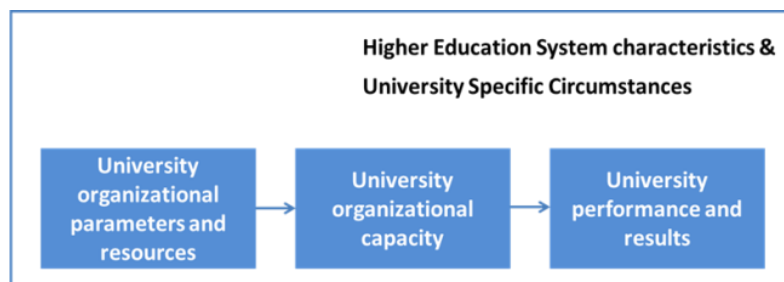 Higher Education System characteristics &
University Specific Circumstances
University
organizational
parameters and
resources
University
organizational
capacity
University
performance and
results